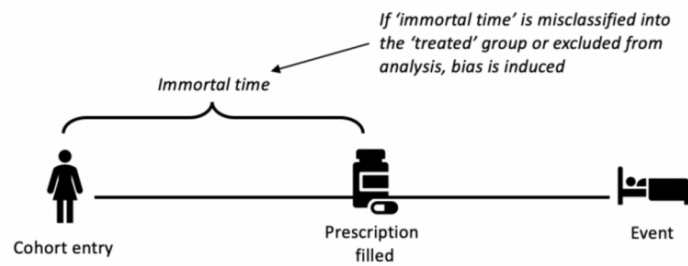 If ‘immortal time’ is misclassified into
the ‘treated’ group or excluded from
analysis, bias is induced
Immortal time
Cohort entry
Prescription
filled
Event